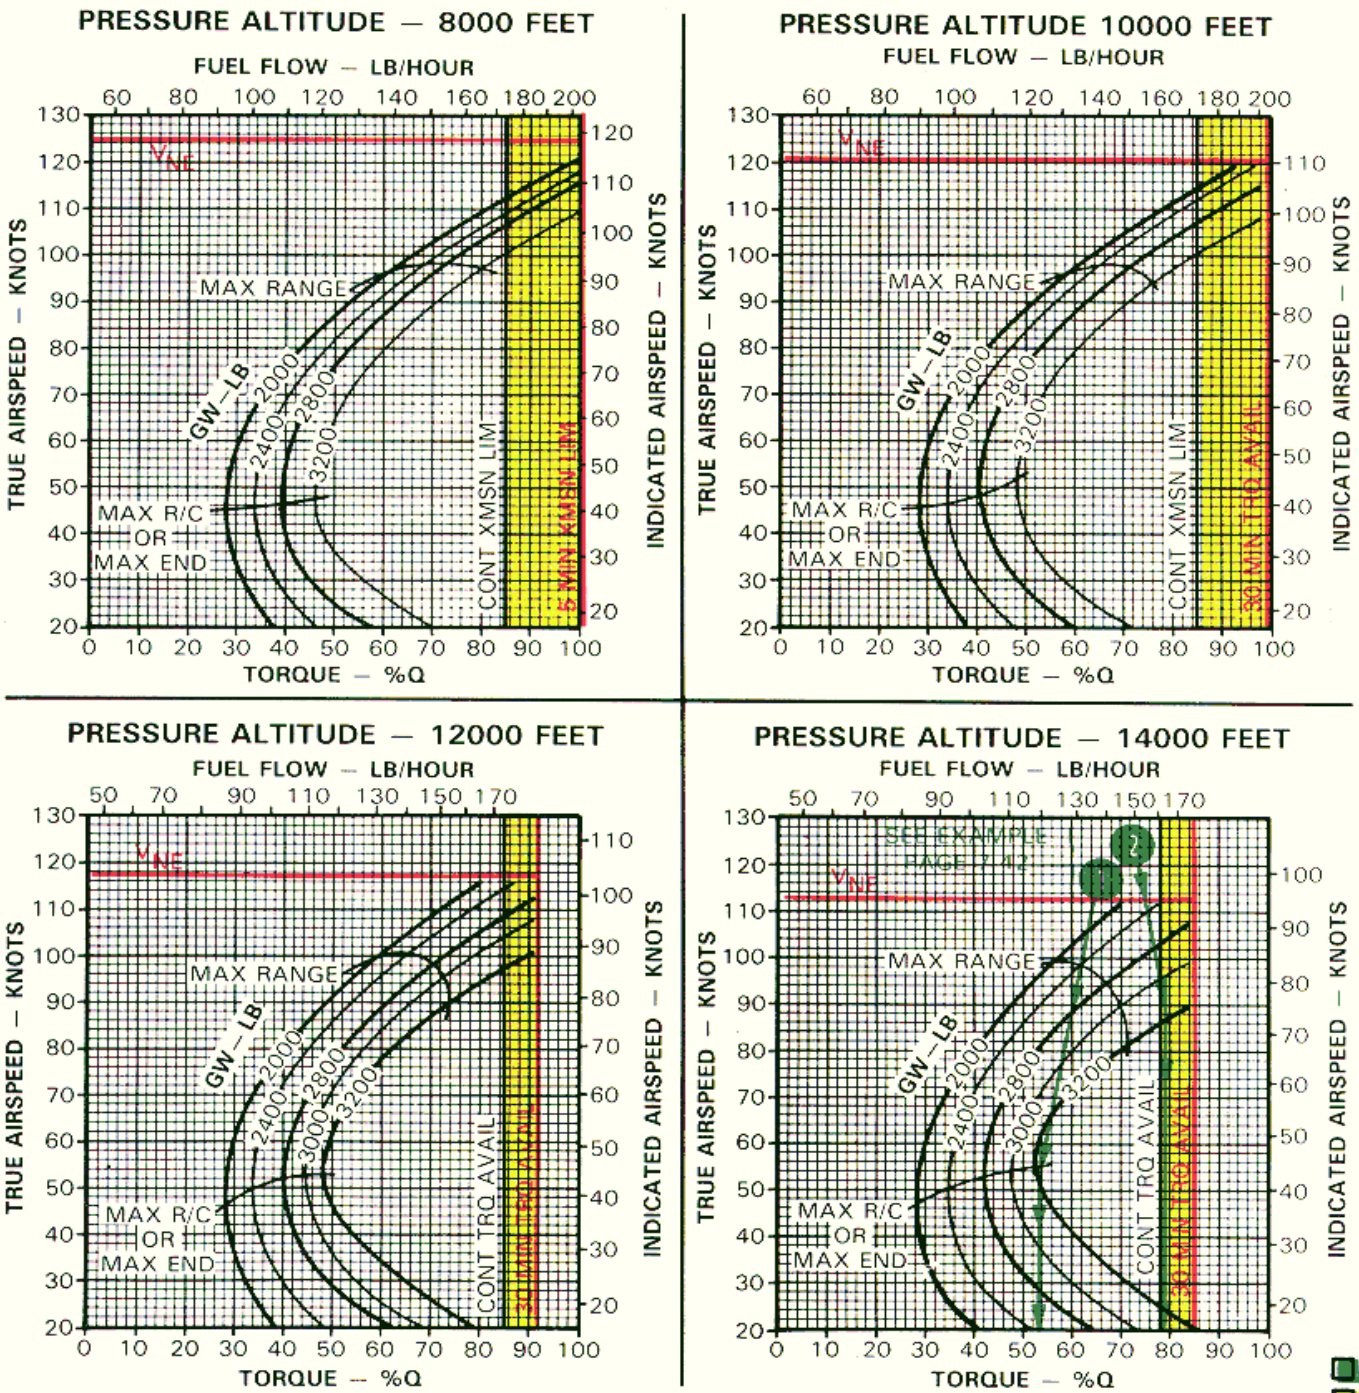 PRESSURE ALTITUDE — 8000 FEET
FUEL FLOW — LB/HOUR
60 80 100 120 140 160 180 200
130
120
110
100
90
80
70
60
50
40
30
20
TRUE AIRSPEED — KNOTS
VNE
MAX RANGE
GW–LB
2000
2400
2800
3200
MAX R/C
OR
MAX END
CONT XMSN LIM
5 MIN XMSN LIM
120
110
100
90
80
70
60
50
40
30
20
INDICATED AIRSPEED — KNOTS
0 10 20 30 40 50 60 70 80 90 100
TORQUE — %Q
PRESSURE ALTITUDE 10000 FEET
FUEL FLOW — LB/HOUR
60 80 100 120 140 160 180 200
130
120
110
100
90
80
70
60
50
40
30
20
TRUE AIRSPEED — KNOTS
VNE
MAX RANGE
GW–LB
2000
2400
2800
3200
MAX R/C
OR
MAX END
CONT XMSN LIM
30 MIN TRQ AVAIL
110
100
90
80
70
60
50
40
30
20
INDICATED AIRSPEED — KNOTS
0 10 20 30 40 50 60 70 80 90 100
TORQUE — %Q
PRESSURE ALTITUDE — 12000 FEET
FUEL FLOW — LB/HOUR
50 70 90 110 130 150 170
130
120
110
100
90
80
70
60
50
40
30
20
TRUE AIRSPEED — KNOTS
VNE
MAX RANGE
GW–LB
2000
2400
2800
3000
3200
MAX R/C
OR
MAX END
CONT TRQ AVAIL
30 MIN TRQ AVAIL
110
100
90
80
70
60
50
40
30
20
INDICATED AIRSPEED — KNOTS
0 10 20 30 40 50 60 70 80 90 100
TORQUE — %Q
PRESSURE ALTITUDE — 14000 FEET
FUEL FLOW — LB/HOUR
50 70 90 110 130 150 170
130
120
110
100
90
80
70
60
50
40
30
20
TRUE AIRSPEED — KNOTS
SEE EXAMPLE
PAGE 7-42
1
2
VNE
MAX RANGE
GW–LB
2000
2400
2800
3000
3200
MAX R/C
OR
MAX END
CONT TRQ AVAIL
30 MIN TRQ AVAIL
100
90
80
70
60
50
40
30
20
INDICATED AIRSPEED — KNOTS
0 10 20 30 40 50 60 70 80 90 100
TORQUE — %Q